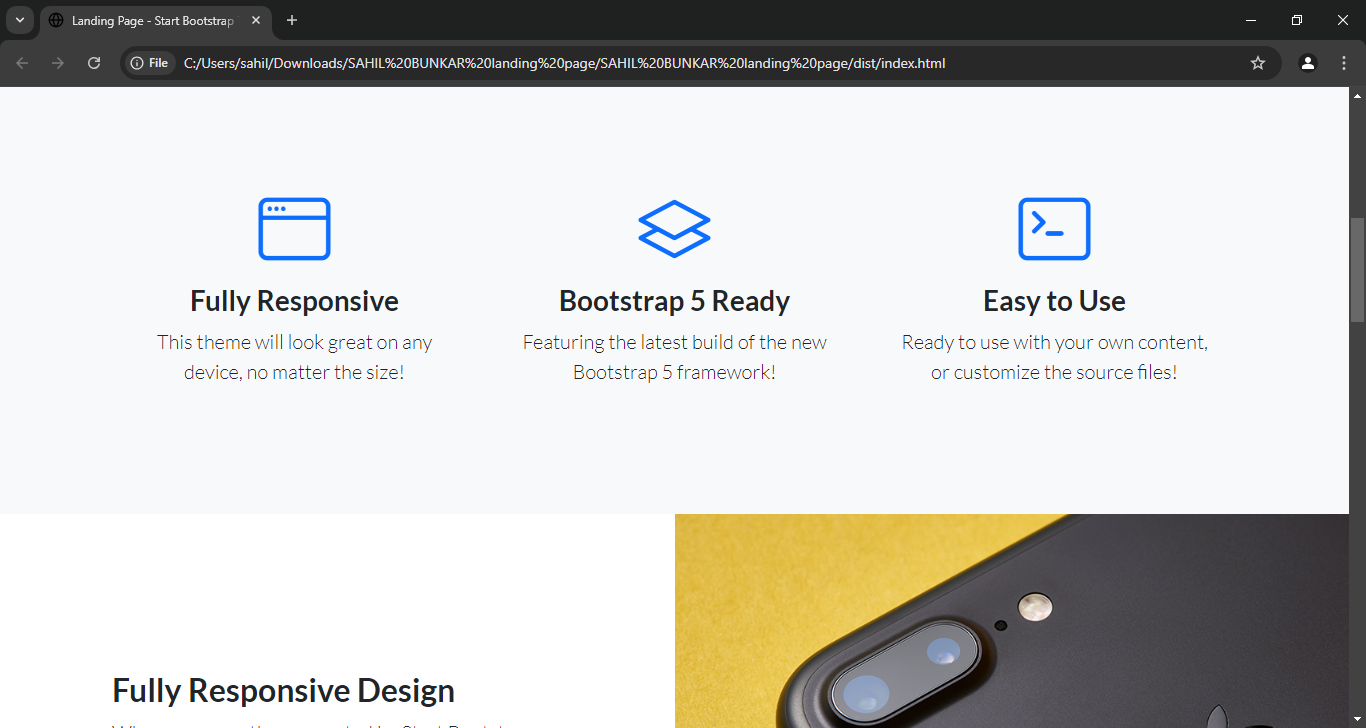 Landing Page - Start Bootstrap
File
C:/Users/sahil/Downloads/SAHIL%20BUNKAR%20landing%20page/SAHIL%20BUNKAR%20landing%20page/dist/index.html
Fully Responsive
This theme will look great on any
device, no matter the size!
Bootstrap 5 Ready
Featuring the latest build of the new
Bootstrap 5 framework!
Easy to Use
Ready to use with your own content,
or customize the source files!
Fully Responsive Design